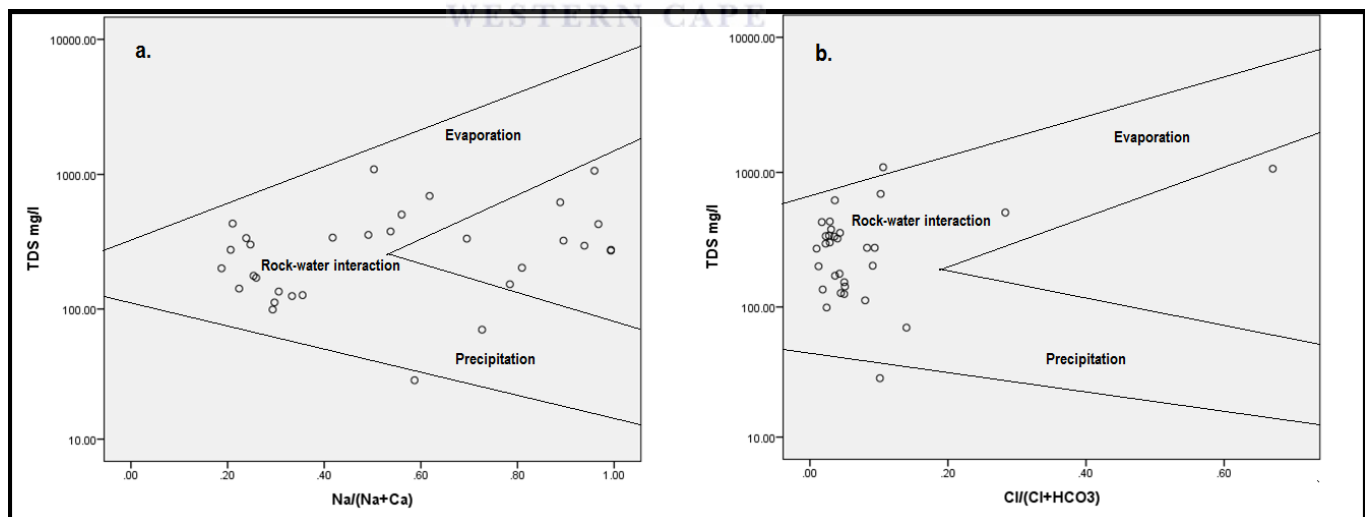 WESTERN CAPE
a.
10000.00
1000.00
100.00
10.00
TDS mg/l
Evaporation
Rock-water interaction
Precipitation
.00 .20 .40 .60 .80 1.00
Na/(Na+Ca)
b.
10000.00
1000.00
100.00
10.00
TDS mg/l
Evaporation
Rock-water interaction
Precipitation
.00 .20 .40 .60
Cl/(Cl+HCO3)